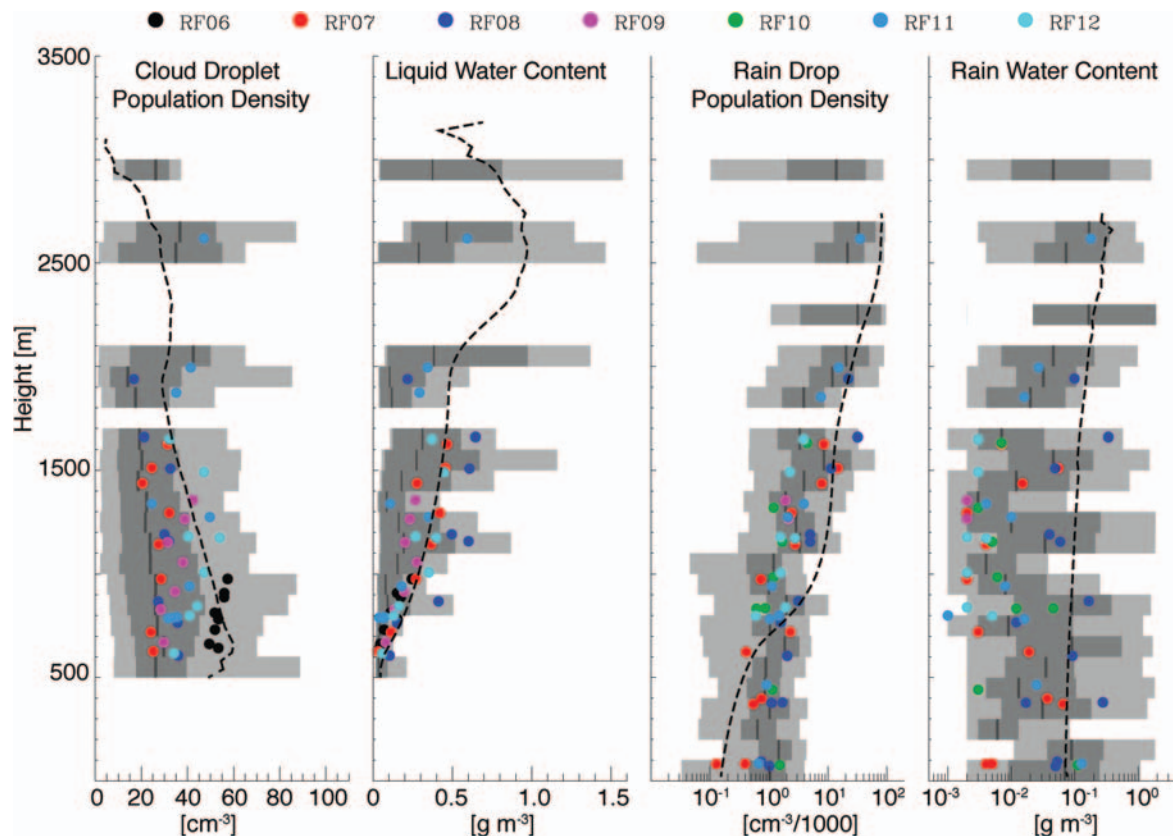 RF06 RF07 RF08 RF09 RF10 RF11 RF12
3500
Cloud Droplet
Population Density
Liquid Water Content
Rain Drop
Population Density
Rain Water Content
2500
Height [m]
1500
500
0 20 40 60 80 100
0 0.5 1.0 1.5
10⁻¹ 10⁰ 10¹ 10²
10⁻³ 10⁻² 10⁻¹ 10⁰
[cm⁻³]
[g m⁻³]
[cm⁻³/1000]
[g m⁻³]